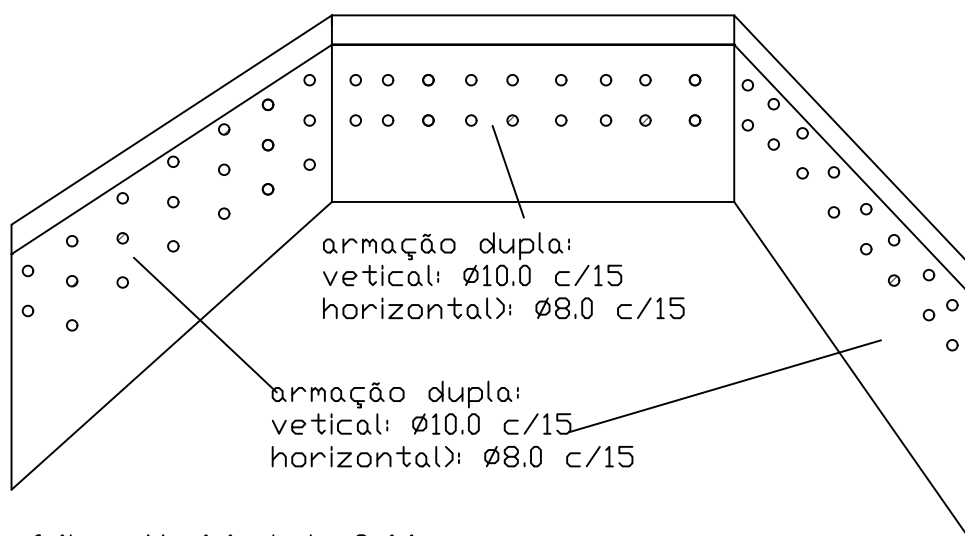 armação dupla:
vetical: Ø10.0 c/15
horizontal): Ø8.0 c/15
armação dupla:
vetical: Ø10.0 c/15
horizontal): Ø8.0 c/15